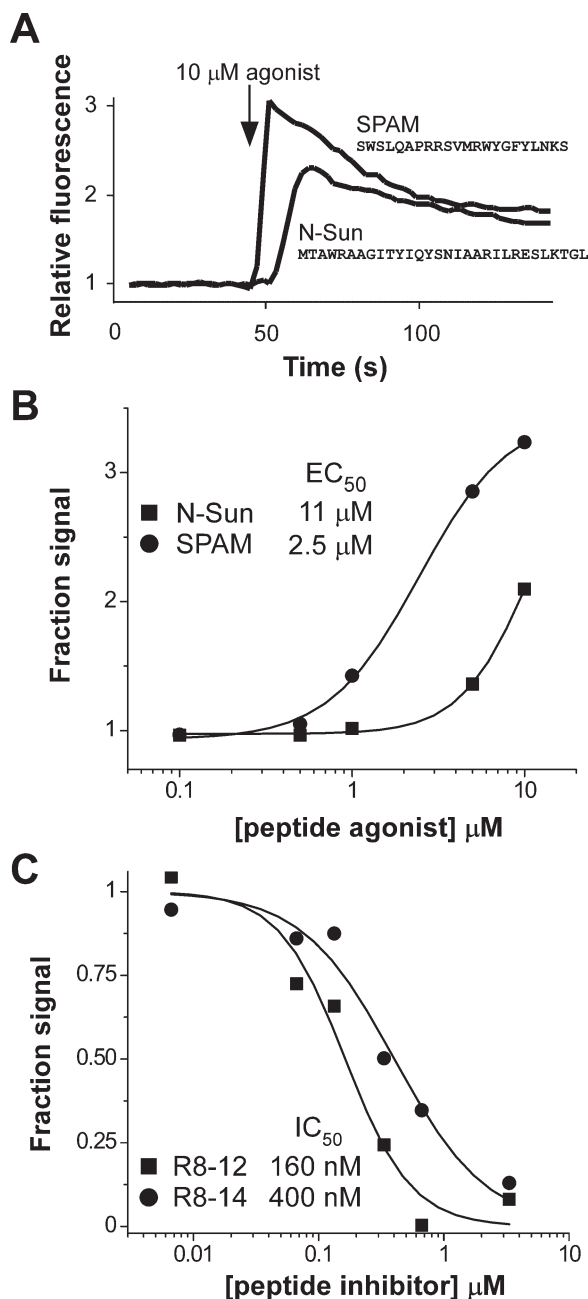 A
10 µM agonist
3
2
1
Relative fluorescence
SPAM
SWSLQAPRRSVMRWYGFYLNKS
N-Sun
MTAWRAAGITYIQYSNIAARILRESLKTGL
0
50
100
Time (s)
B
3
2
1
Fraction signal
EC50
N-Sun 11 µM
SPAM 2.5 µM
0.1
1
10
[peptide agonist] µM
C
1
0.75
0.50
0.25
0
Fraction signal
IC50
R8-12 160 nM
R8-14 400 nM
0.01
0.1
1
10
[peptide inhibitor] µM